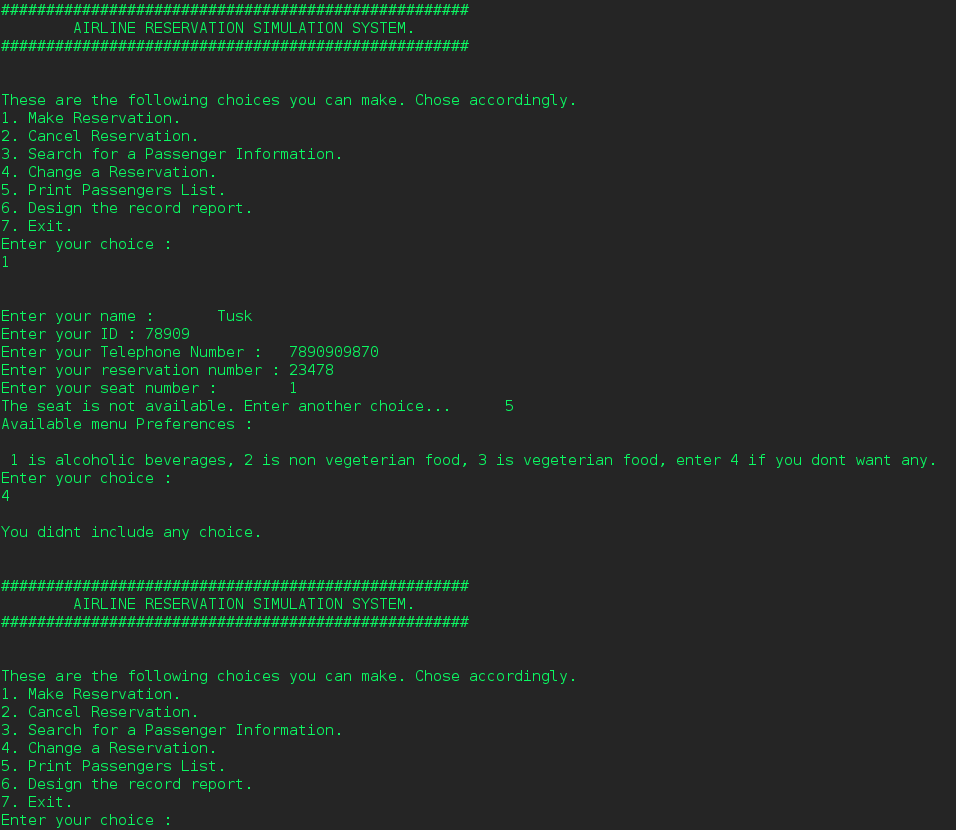 ####################################################
AIRLINE RESERVATION SIMULATION SYSTEM.
####################################################
These are the following choices you can make. Chose accordingly.
1. Make Reservation.
2. Cancel Reservation.
3. Search for a Passenger Information.
4. Change a Reservation.
5. Print Passengers List.
6. Design the record report.
7. Exit.
Enter your choice :
1
Enter your name :       Tusk
Enter your ID : 78909
Enter your Telephone Number :   7890909870
Enter your reservation number : 23478
Enter your seat number :        1
The seat is not available. Enter another choice...      5
Available menu Preferences :
1 is alcoholic beverages, 2 is non vegeterian food, 3 is vegeterian food, enter 4 if you dont want any.
Enter your choice :
4
You didnt include any choice.
####################################################
AIRLINE RESERVATION SIMULATION SYSTEM.
####################################################
These are the following choices you can make. Chose accordingly.
1. Make Reservation.
2. Cancel Reservation.
3. Search for a Passenger Information.
4. Change a Reservation.
5. Print Passengers List.
6. Design the record report.
7. Exit.
Enter your choice :